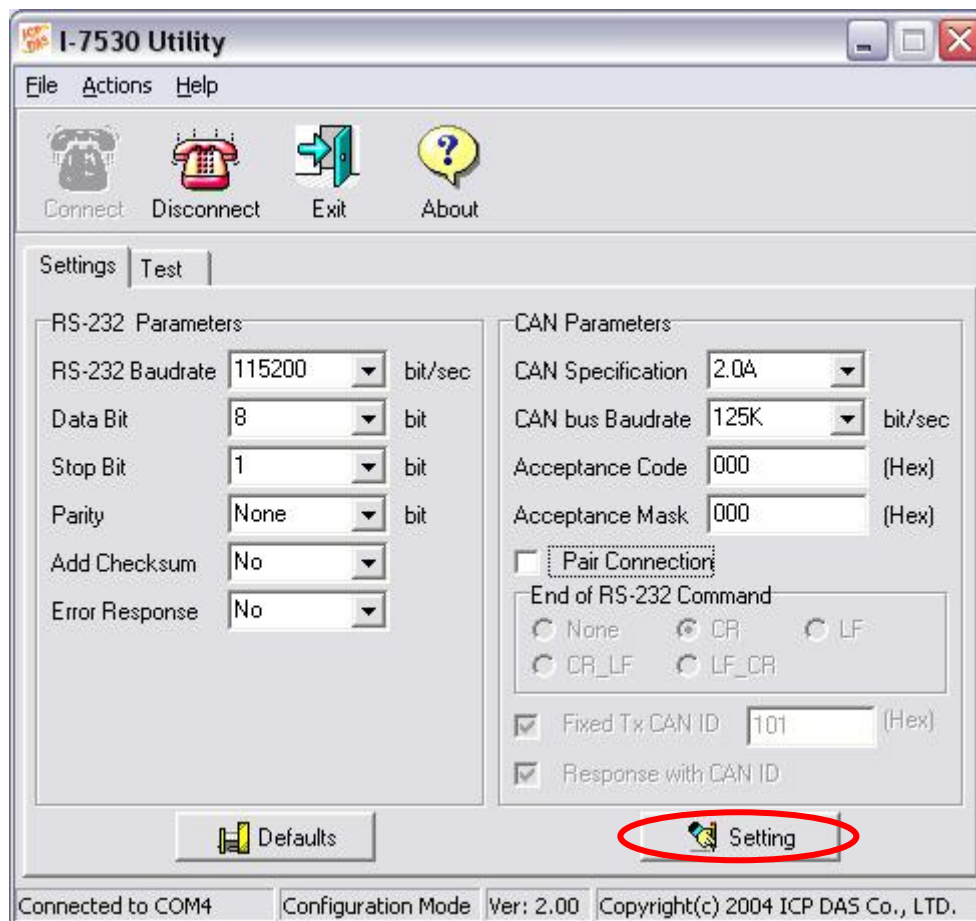 ICP DAS I-7530 Utility
File Actions Help
Connect Disconnect Exit About
Settings Test
RS-232 Parameters
RS-232 Baudrate 115200 bit/sec
Data Bit 8 bit
Stop Bit 1 bit
Parity None bit
Add Checksum No
Error Response No
CAN Parameters
CAN Specification 2.0A
CAN bus Baudrate 125K bit/sec
Acceptance Code 000 (Hex)
Acceptance Mask 000 (Hex)
Pair Connection
End of RS-232 Command
None CR LF
CR_LF LF_CR
Fixed Tx CAN ID 101 (Hex)
Response with CAN ID
Defaults Setting
Connected to COM4 Configuration Mode Ver: 2.00 Copyright(c) 2004 ICP DAS Co., LTD.